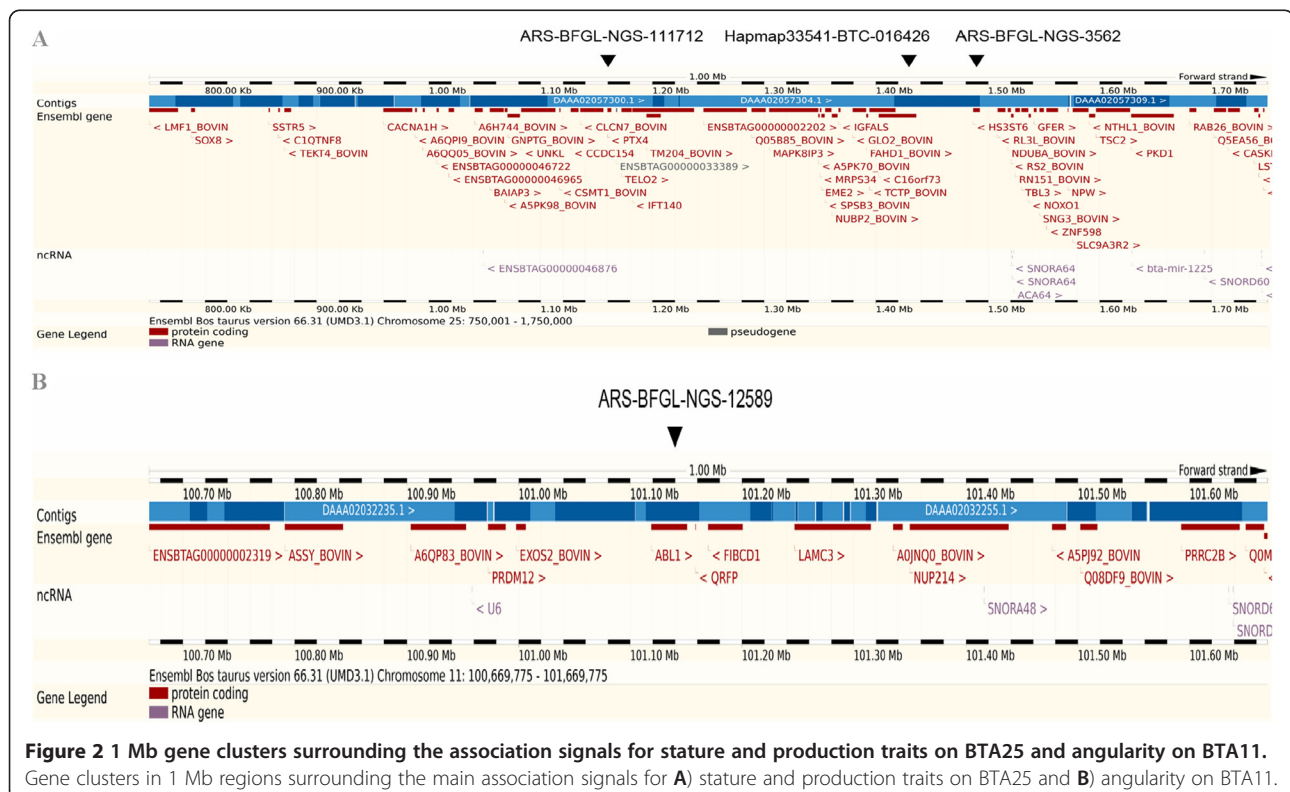 A
ARS-BFGL-NGS-111712 Hapmap33541-BTC-016426 ARS-BFGL-NGS-3562
1.00 Mb Forward strand
800.00 Kb 900.00 Kb 1.00 Mb 1.10 Mb 1.20 Mb 1.30 Mb 1.40 Mb 1.50 Mb 1.60 Mb 1.70 Mb
Contigs DAAA02057300.1 > DAAA02057304.1 > DAAA02057309.1 >
Ensembl gene
< LMF1_BOVIN SSTR5 > CACNA1H > A6H744_BOVIN > < CLCN7_BOVIN ENSBTAG00000002202 > < IGFALS < HS3ST6 GFER > < NTHL1_BOVIN RAB26_BOVIN >
SOX8 > < C1QTNF8 < A6QPI9_BOVIN GNPTG_BOVIN > < PTX4 Q05B85_BOVIN > < GLO2_BOVIN < RL3L_BOVIN TSC2 > Q5EA56_B
< TEKT4_BOVIN A6QQ05_BOVIN > < UNKL TM204_BOVIN > MAPK8IP3 > FAHD1_BOVIN > NDUBA_BOVIN > < PKD1 < CASK
< ENSBTAG00000046722 < CCDC154 ENSBTAG00000033389 > < A5PK70_BOVIN < RS2_BOVIN LS
< ENSBTAG00000046965 TELO2 > < MRPS34 < C16orf73 RN151_BOVIN >
BAIAP3 > < CSMT1_BOVIN EME2 > < TCTP_BOVIN TBL3 > NPW >
< A5PK98_BOVIN < IFT140 < SPSB3_BOVIN < NOXO1
NUBP2_BOVIN > SNG3_BOVIN >
< ZNF598
SLC9A3R2 >
ncRNA
< ENSBTAG00000046876 < SNORA64 < bta-mir-1225 <
< SNORA64 < SNORD60
ACA64 >
800.00 Kb 900.00 Kb 1.00 Mb 1.10 Mb 1.20 Mb 1.30 Mb 1.40 Mb 1.50 Mb 1.60 Mb 1.70 Mb
Ensembl Bos taurus version 66.31 (UMD3.1) Chromosome 25: 750,001 - 1,750,000
Gene Legend protein coding pseudogene
RNA gene
B
ARS-BFGL-NGS-12589
1.00 Mb Forward strand
100.70 Mb 100.80 Mb 100.90 Mb 101.00 Mb 101.10 Mb 101.20 Mb 101.30 Mb 101.40 Mb 101.50 Mb 101.60 Mb
Contigs DAAA02032235.1 > DAAA02032255.1 >
Ensembl gene
ENSBTAG00000002319 > ASSY_BOVIN > A6QP83_BOVIN > EXOS2_BOVIN > ABL1 > < FIBCD1 LAMC3 > A0JNQ0_BOVIN > < A5PJ92_BOVIN PRRC2B > Q0M
PRDM12 > < QRFP NUP214 > Q08DF9_BOVIN > <
ncRNA
< U6 SNORA48 > SNORD6
SNORD
100.70 Mb 100.80 Mb 100.90 Mb 101.00 Mb 101.10 Mb 101.20 Mb 101.30 Mb 101.40 Mb 101.50 Mb 101.60 Mb
Ensembl Bos taurus version 66.31 (UMD3.1) Chromosome 11: 100,669,775 - 101,669,775
Gene Legend protein coding
RNA gene
Figure 2 1 Mb gene clusters surrounding the association signals for stature and production traits on BTA25 and angularity on BTA11.
Gene clusters in 1 Mb regions surrounding the main association signals for A) stature and production traits on BTA25 and B) angularity on BTA11.